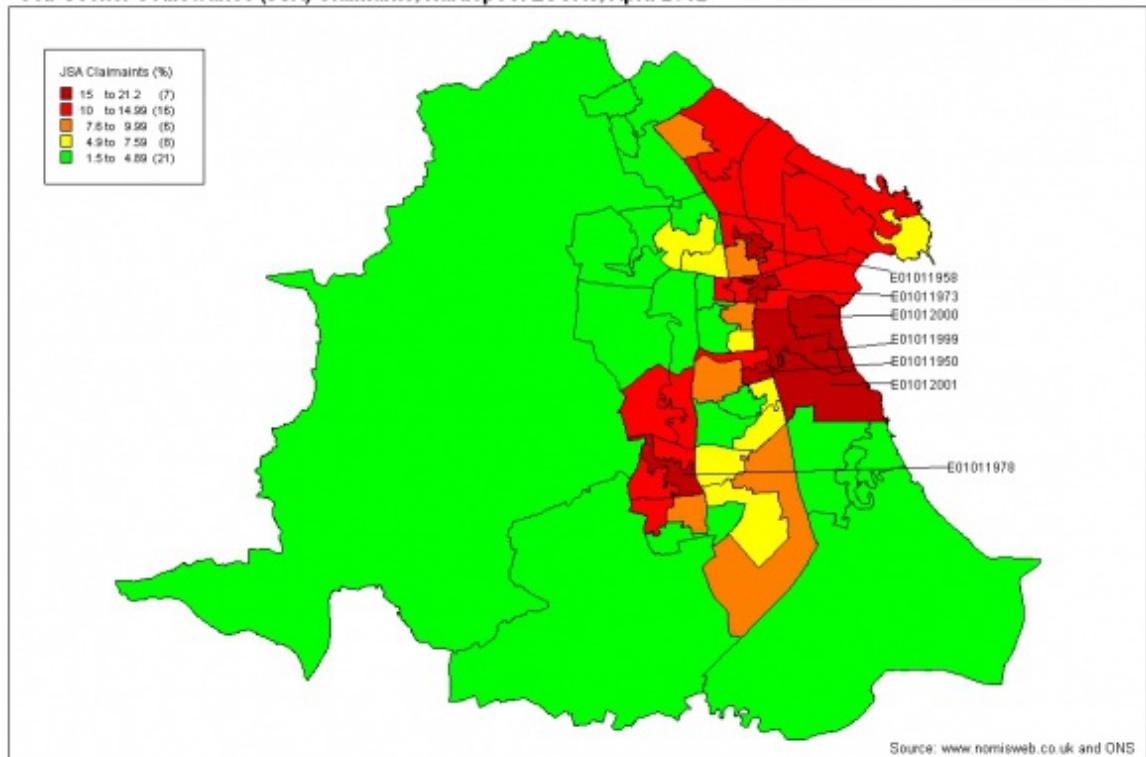 JSA Claimaints (%)
15 to 21.2 (7)
10 to 14.99 (16)
7.6 to 9.99 (6)
4.9 to 7.59 (8)
1.5 to 4.89 (21)
E01011958
E01011973
E01012000
E01011999
E01011950
E01012001
E01011978
Source: www.nomisweb.co.uk and ONS